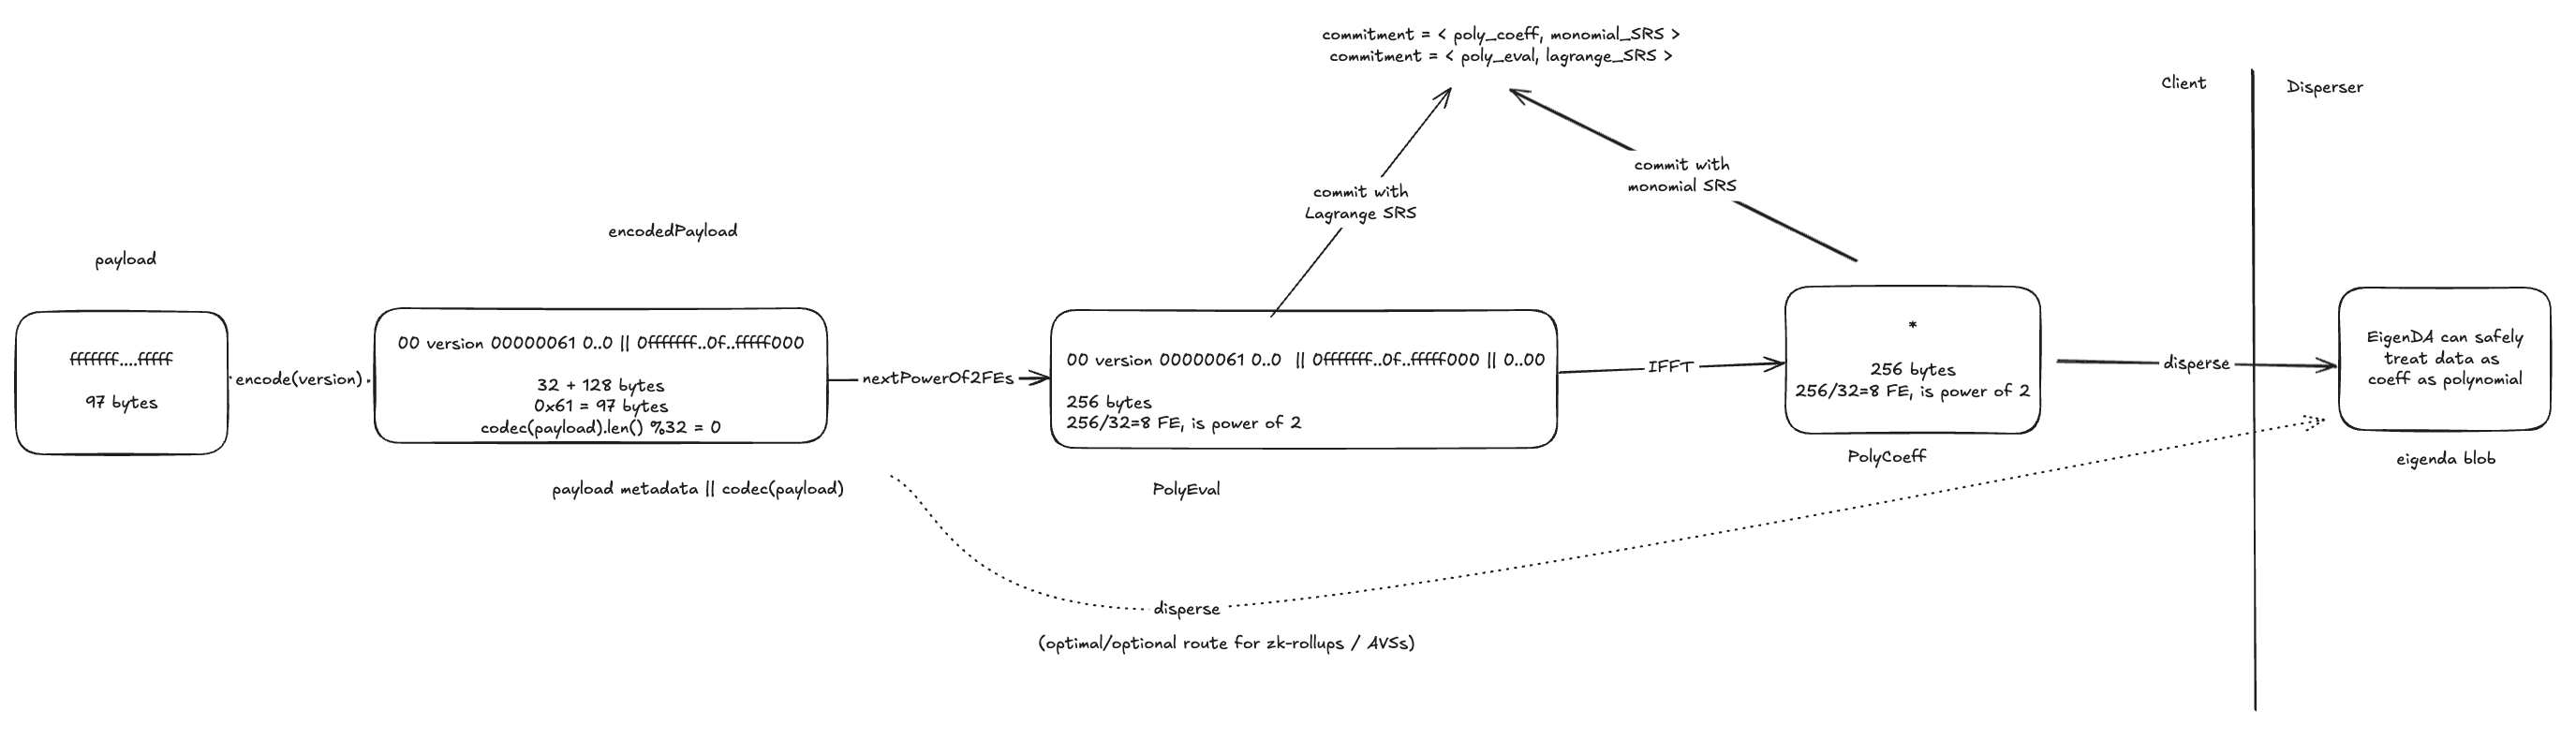 commitment = < poly_coeff, monomial_SRS >
commitment = < poly_eval, lagrange_SRS >
Client
Disperser
commit with
monomial SRS
commit with
Lagrange SRS
encodedPayload
payload
fffffff....fffff
97 bytes
encode(version)
00 version 00000061 0..0 || 0fffffff..0f..fffff000
32 + 128 bytes
0x61 = 97 bytes
codec(payload).len() %32 = 0
payload metadata || codec(payload)
nextPowerOf2FEs
00 version 00000061 0..0 || 0fffffff..0f..fffff000 || 0..00
256 bytes
256/32=8 FE, is power of 2
PolyEval
IFFT
*
256 bytes
256/32=8 FE, is power of 2
PolyCoeff
disperse
EigenDA can safely
treat data as
coeff as polynomial
eigenda blob
disperse
(optimal/optional route for zk-rollups / AVSs)